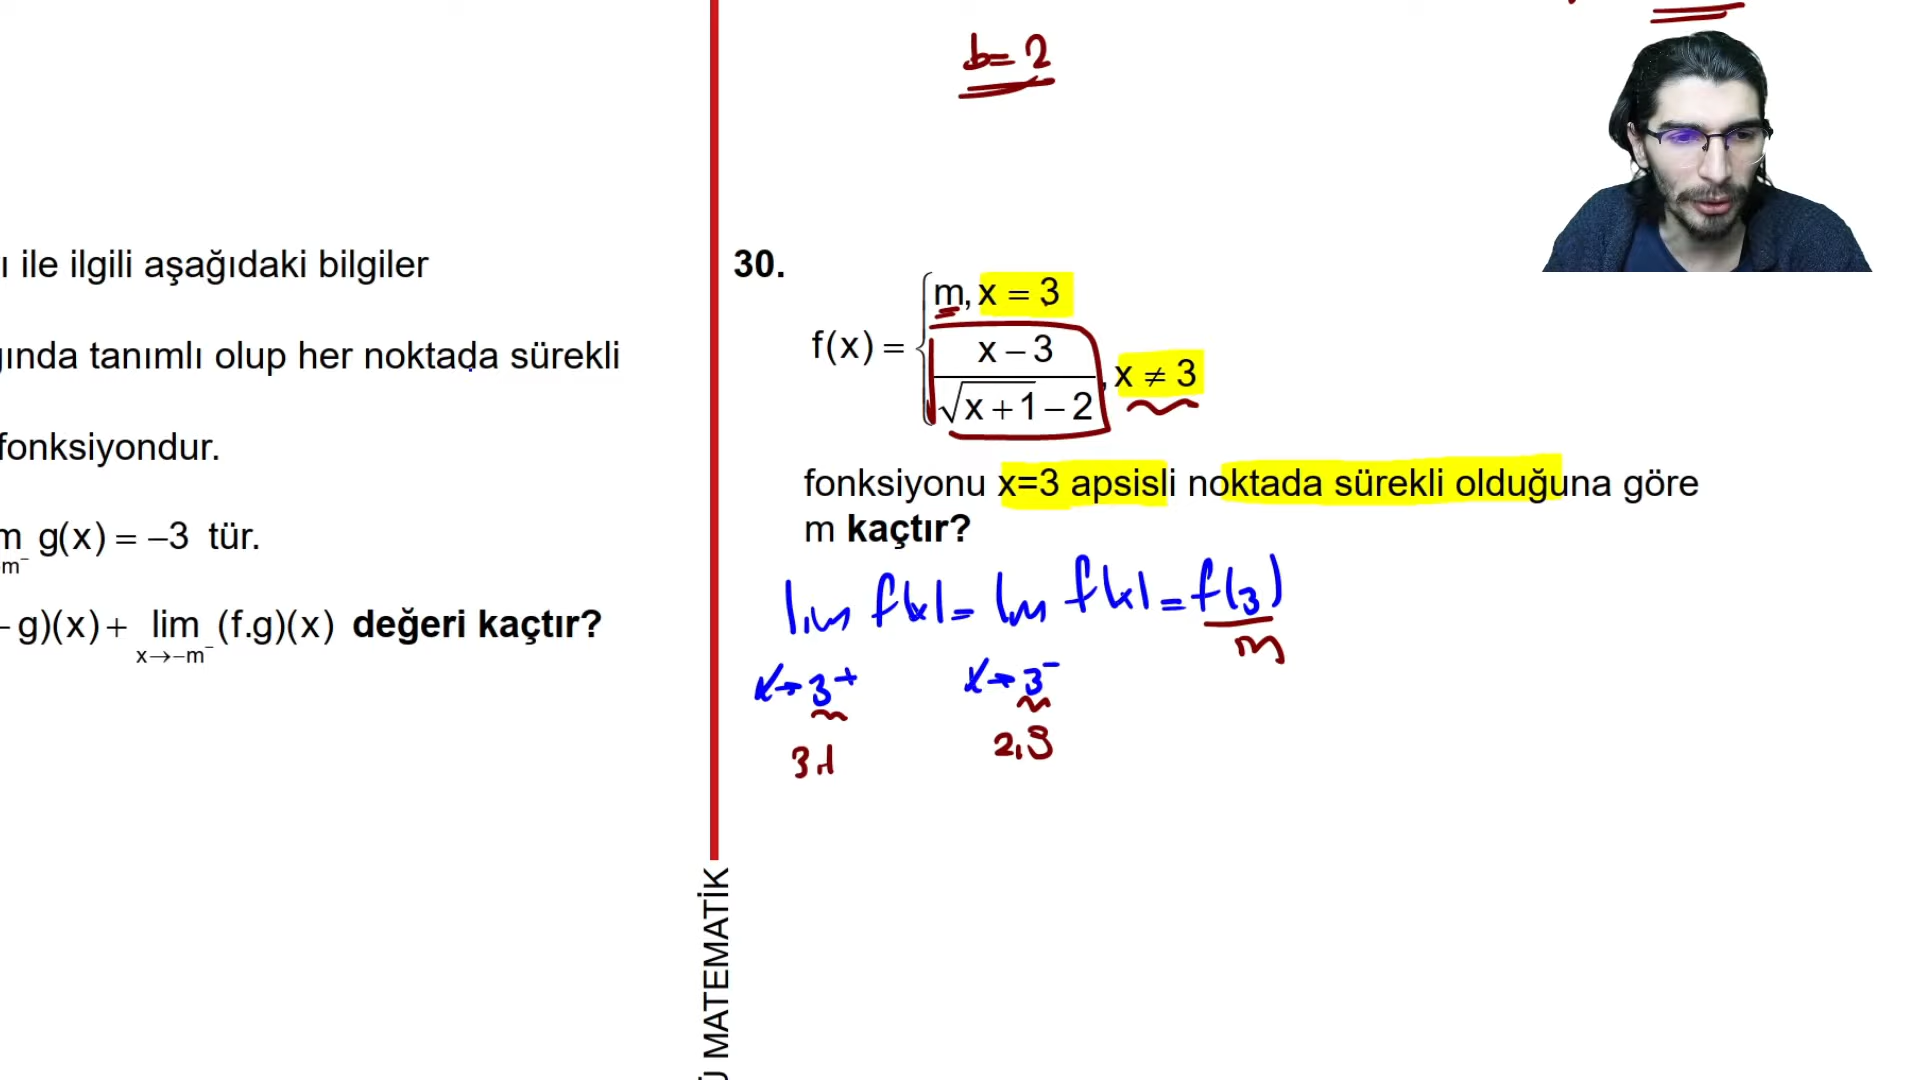 b=2
ı ile ilgili aşağıdaki bilgiler
ında tanımlı olup her noktada sürekli
fonksiyondur.
m g(x) = −3 tür.
m⁻
- g)(x) + lim (f.g)(x) değeri kaçtır?
x→−m⁻
30.
f(x) = { m, x = 3
x − 3
√x + 1 − 2 , x ≠ 3
fonksiyonu x=3 apsisli noktada sürekli olduğuna göre
m kaçtır?
lim f(x) = lim f(x) = f(3)
m
x→3⁺ x→3⁻
3,1 2,9
Ü MATEMATİK